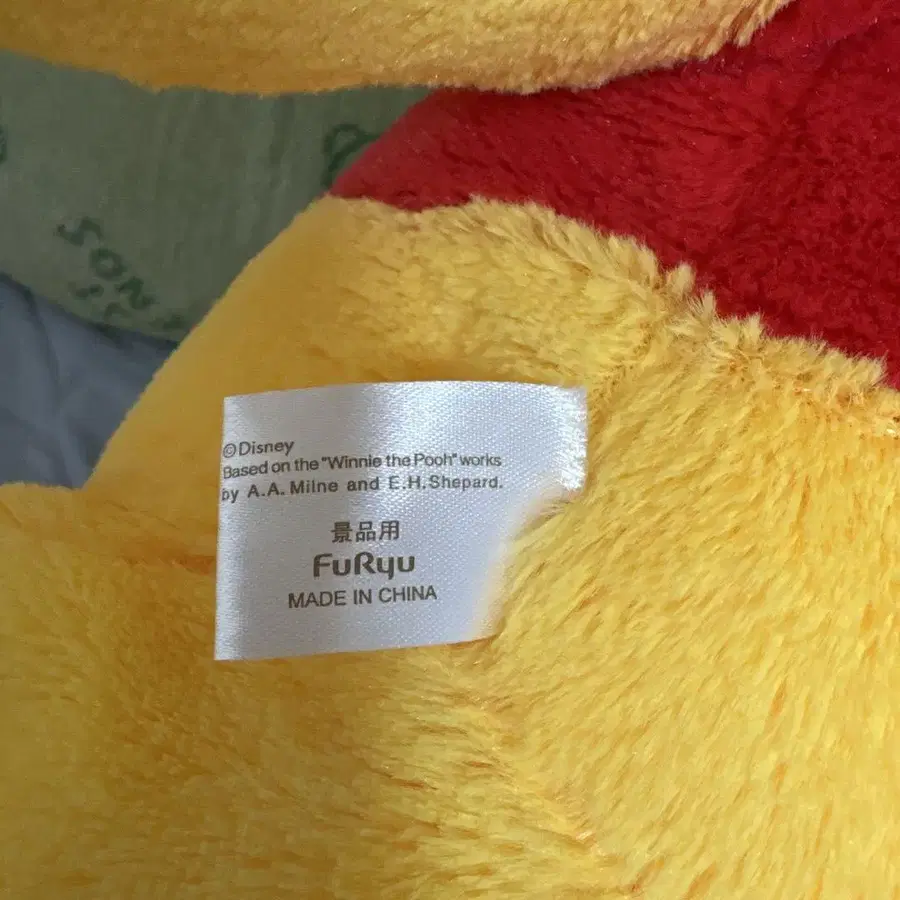 ©Disney
Based on the "Winnie the Pooh" works
by A.A. Milne and E.H. Shepard.
景品用
FuRyu
MADE IN CHINA